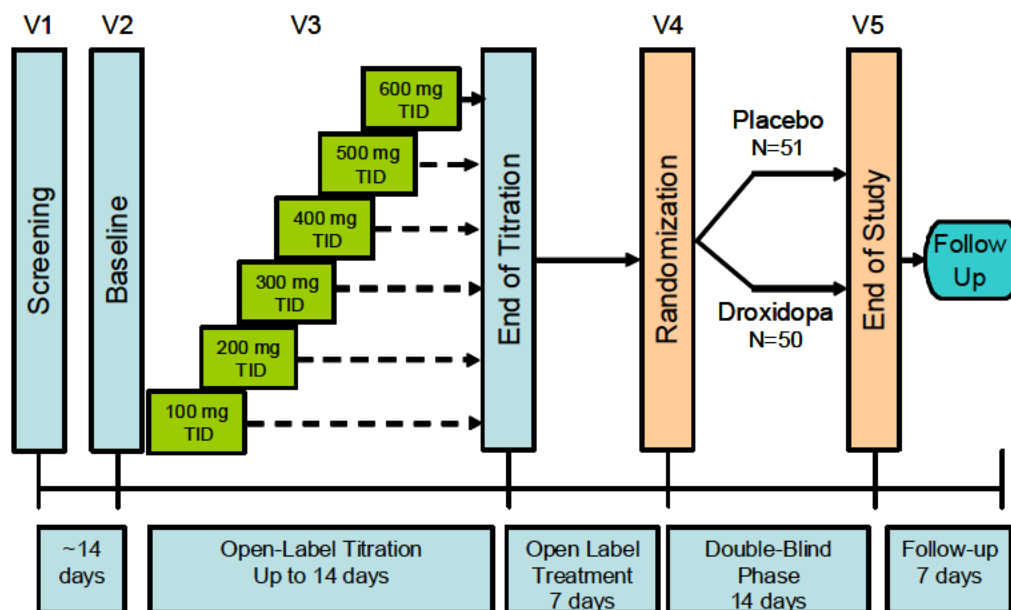 V1
V2
V3
V4
V5
Screening
Baseline
600 mg
TID
500 mg
TID
400 mg
TID
300 mg
TID
200 mg
TID
100 mg
TID
End of Titration
Randomization
Placebo
N=51
Droxidopa
N=50
End of Study
Follow
Up
~14
days
Open-Label Titration
Up to 14 days
Open Label
Treatment
7 days
Double-Blind
Phase
14 days
Follow-up
7 days